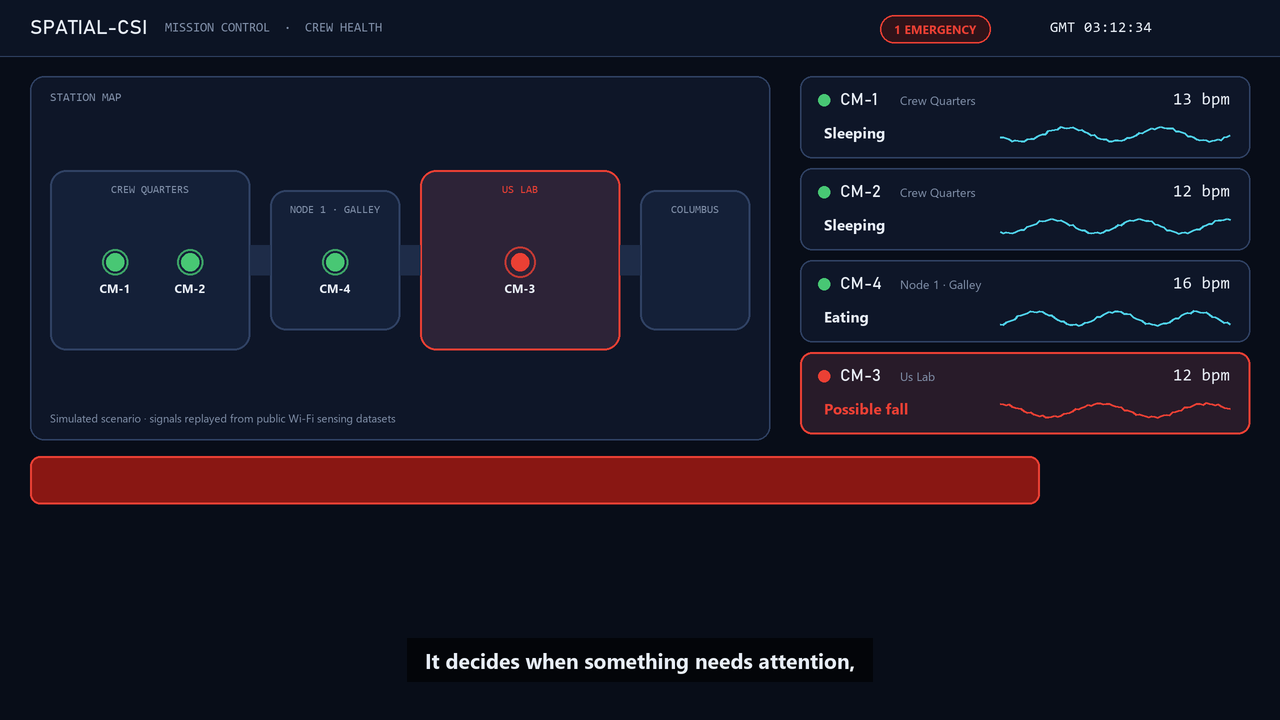 SPATIAL-CSI MISSION CONTROL · CREW HEALTH
1 EMERGENCY
GMT 03:12:34
STATION MAP
CREW QUARTERS
CM-1
CM-2
NODE 1 · GALLEY
CM-4
US LAB
CM-3
COLUMBUS
Simulated scenario · signals replayed from public Wi-Fi sensing datasets
CM-1 Crew Quarters 13 bpm
Sleeping
CM-2 Crew Quarters 12 bpm
Sleeping
CM-4 Node 1 · Galley 16 bpm
Eating
CM-3 Us Lab 12 bpm
Possible fall
It decides when something needs attention,